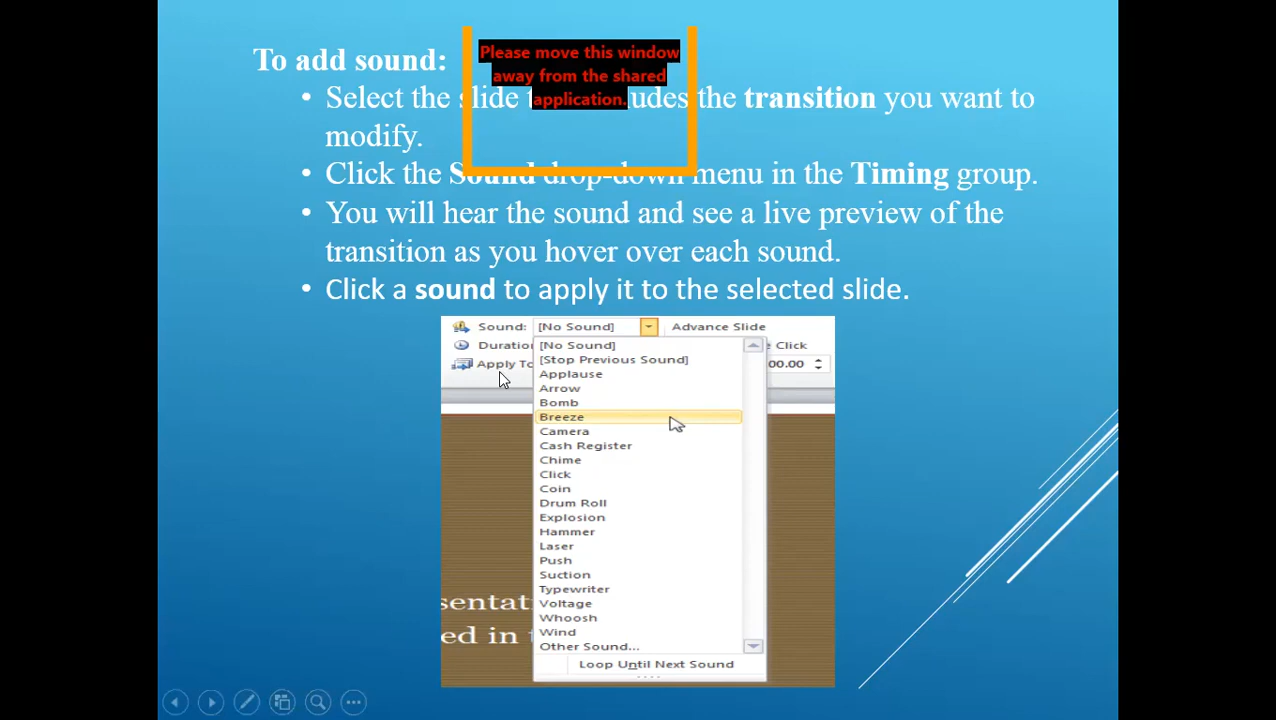 To add sound:
Please move this window
away from the shared
application.
• Select the slide udes the transition you want to
modify.
• Click the Sound drop-down menu in the Timing group.
• You will hear the sound and see a live preview of the
transition as you hover over each sound.
• Click a sound to apply it to the selected slide.
Sound: [No Sound] Advance Slide
Duratio [No Sound] e Click
[Stop Previous Sound]
Apply To 00.00
Applause
Arrow
Bomb
Breeze
Camera
Cash Register
Chime
Click
Coin
Drum Roll
Explosion
Hammer
Laser
Push
Suction
Typewriter
Voltage
sentat
Whoosh
Wind
ed in t
Other Sound...
Loop Until Next Sound